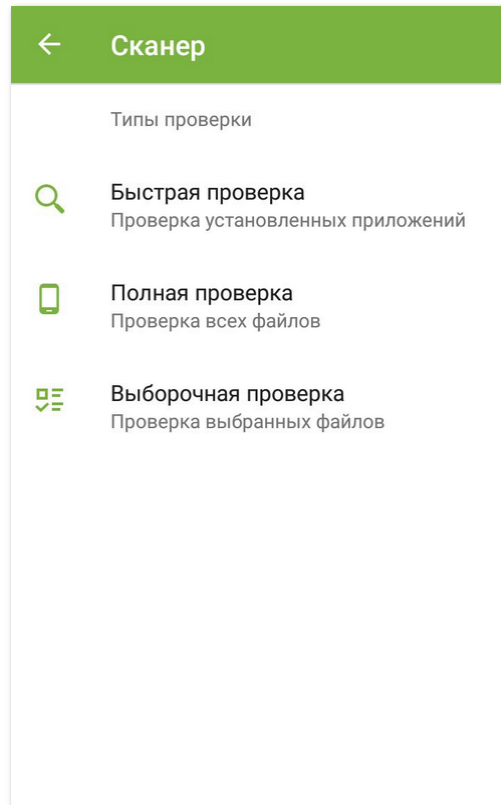 Сканер
Типы проверки
Быстрая проверка
Проверка установленных приложений
Полная проверка
Проверка всех файлов
Выборочная проверка
Проверка выбранных файлов